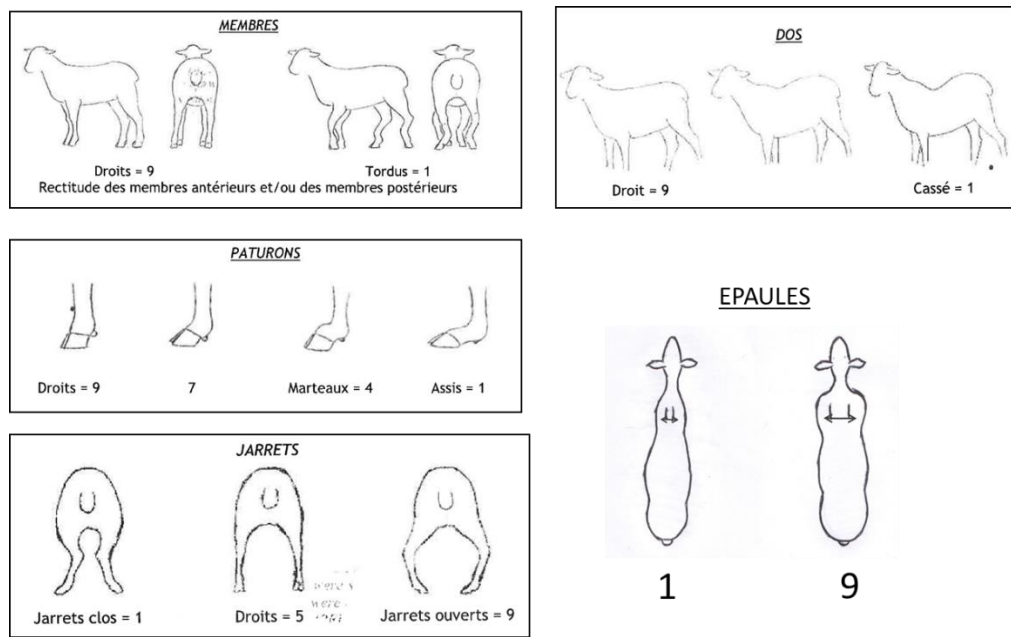 MEMBRES
Droits = 9
Tordus = 1
Rectitude des membres antérieurs et/ou des membres postérieurs
DOS
Droit = 9
Cassé = 1
PATURONS
Droits = 9
7
Marteaux = 4
Assis = 1
EPAULES
1
9
JARRETS
Jarrets clos = 1
Droits = 5
Jarrets ouverts = 9
were